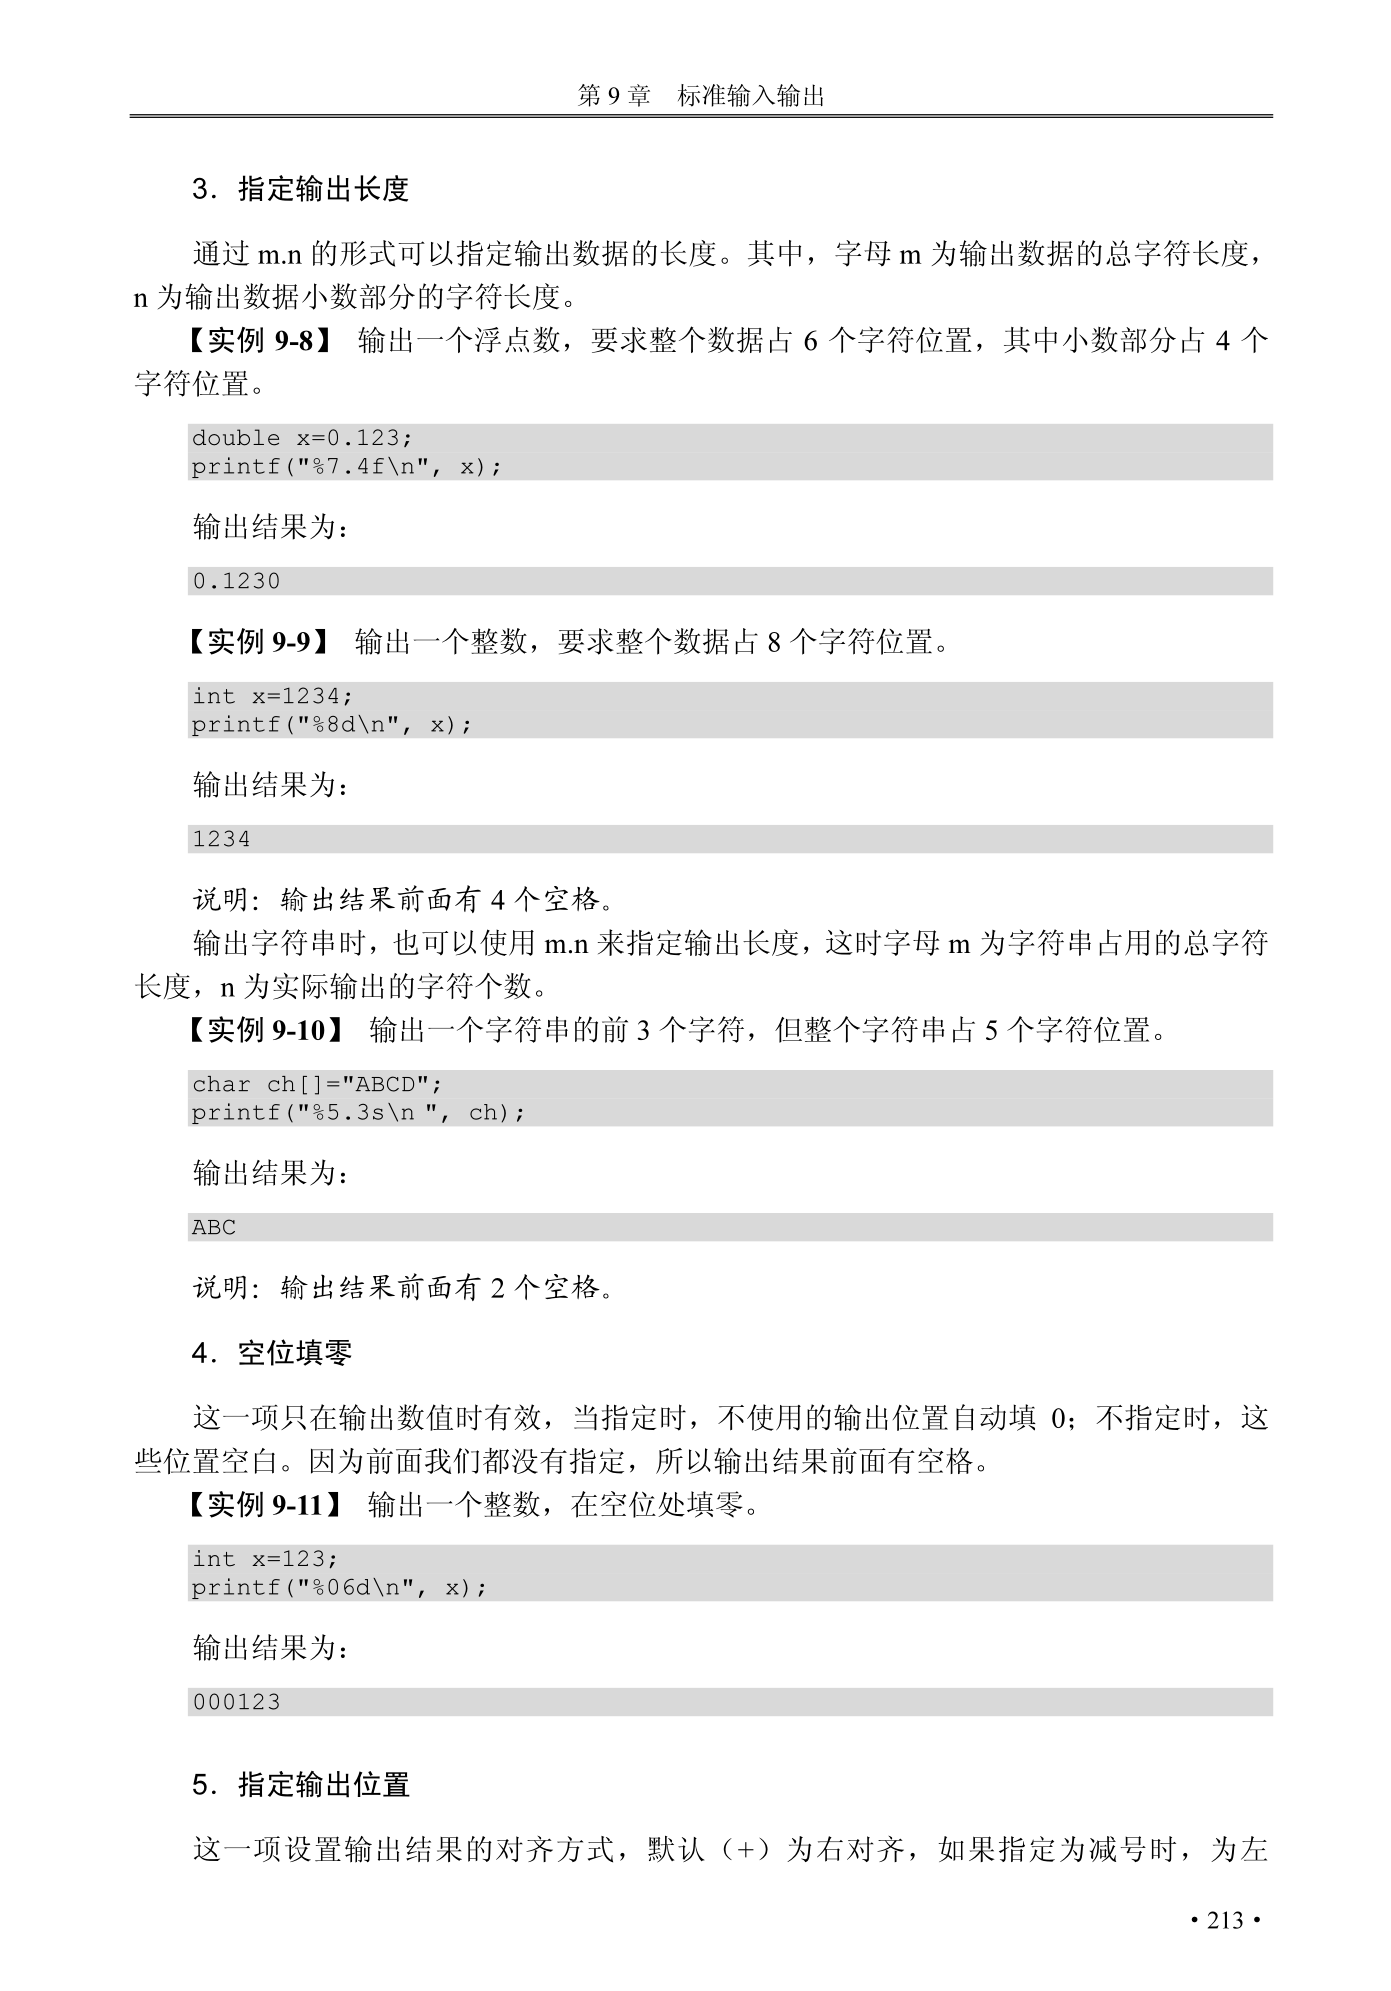 第 9 章　标准输入输出
3．指定输出长度
通过 m.n 的形式可以指定输出数据的长度。其中，字母 m 为输出数据的总字符长度，
n 为输出数据小数部分的字符长度。
【实例 9-8】 输出一个浮点数，要求整个数据占 6 个字符位置，其中小数部分占 4 个
字符位置。
double x=0.123;
printf("%7.4f\n", x);
输出结果为：
0.1230
【实例 9-9】 输出一个整数，要求整个数据占 8 个字符位置。
int x=1234;
printf("%8d\n", x);
输出结果为：
1234
说明：输出结果前面有 4 个空格。
输出字符串时，也可以使用 m.n 来指定输出长度，这时字母 m 为字符串占用的总字符
长度，n 为实际输出的字符个数。
【实例 9-10】 输出一个字符串的前 3 个字符，但整个字符串占 5 个字符位置。
char ch[]="ABCD";
printf("%5.3s\n ", ch);
输出结果为：
ABC
说明：输出结果前面有 2 个空格。
4．空位填零
这一项只在输出数值时有效，当指定时，不使用的输出位置自动填 0；不指定时，这
些位置空白。因为前面我们都没有指定，所以输出结果前面有空格。
【实例 9-11】 输出一个整数，在空位处填零。
int x=123;
printf("%06d\n", x);
输出结果为：
000123
5．指定输出位置
这一项设置输出结果的对齐方式，默认（+）为右对齐，如果指定为减号时，为左
• 213 •